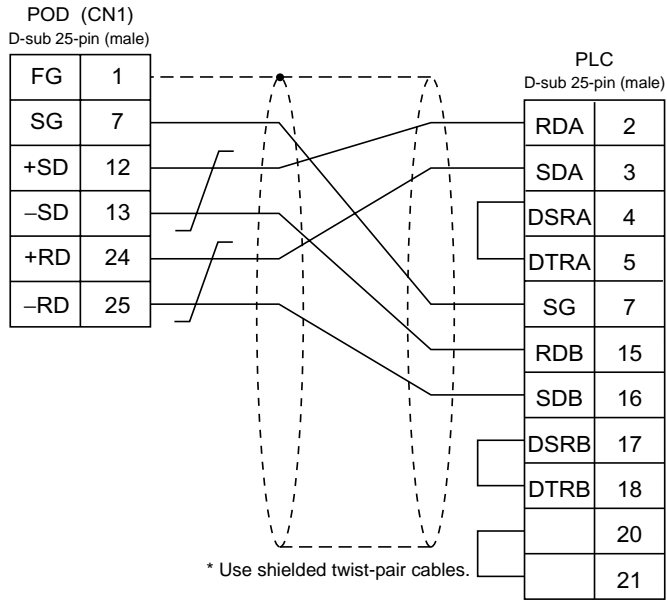 POD (CN1)
D-sub 25-pin (male)
FG 1
SG 7
+SD 12
−SD 13
+RD 24
−RD 25
PLC
D-sub 25-pin (male)
RDA 2
SDA 3
DSRA 4
DTRA 5
SG 7
RDB 15
SDB 16
DSRB 17
DTRB 18
20
21
* Use shielded twist-pair cables.